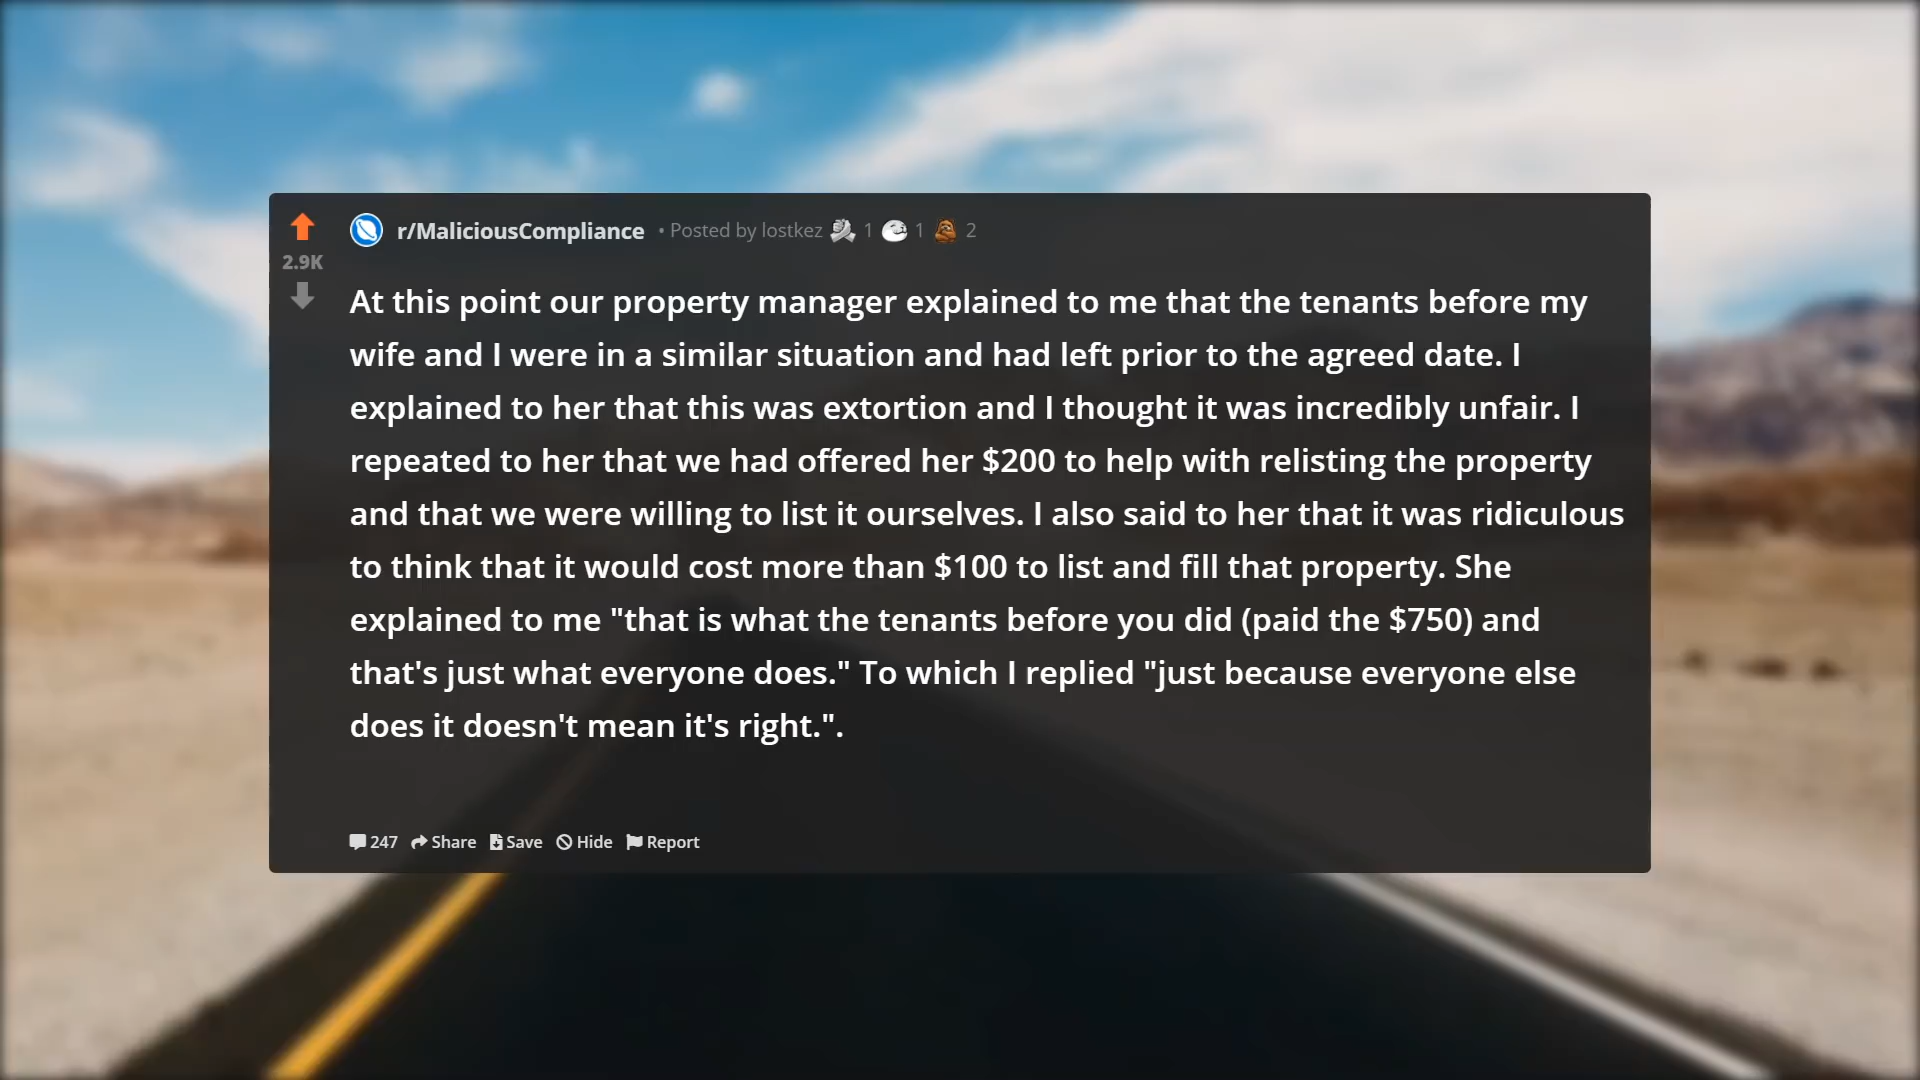 r/MaliciousCompliance • Posted by lostkez 1 1 2
2.9K
At this point our property manager explained to me that the tenants before my
wife and I were in a similar situation and had left prior to the agreed date. I
explained to her that this was extortion and I thought it was incredibly unfair. I
repeated to her that we had offered her $200 to help with relisting the property
and that we were willing to list it ourselves. I also said to her that it was ridiculous
to think that it would cost more than $100 to list and fill that property. She
explained to me "that is what the tenants before you did (paid the $750) and
that's just what everyone does." To which I replied "just because everyone else
does it doesn't mean it's right.".
247 Share Save Hide Report